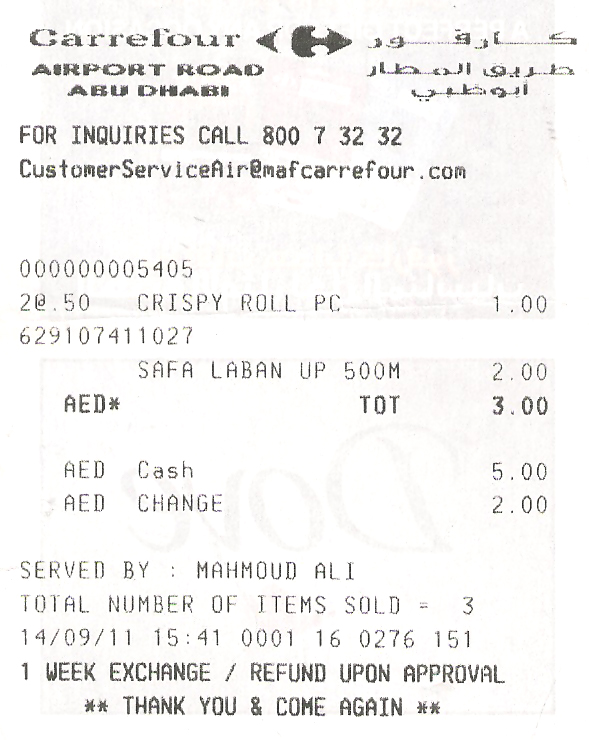 Carrefour كارفور
AIRPORT ROAD طريق المطار
ABU DHABI أبوظبي
FOR INQUIRIES CALL 800 7 32 32
CustomerServiceAir@mafcarrefour.com
000000005405
2@.50 CRISPY ROLL PC 1.00
629107411027
SAFA LABAN UP 500M 2.00
AED* TOT 3.00
AED Cash 5.00
AED CHANGE 2.00
SERVED BY : MAHMOUD ALI
TOTAL NUMBER OF ITEMS SOLD = 3
14/09/11 15:41 0001 16 0276 151
1 WEEK EXCHANGE / REFUND UPON APPROVAL
** THANK YOU & COME AGAIN **
Dove